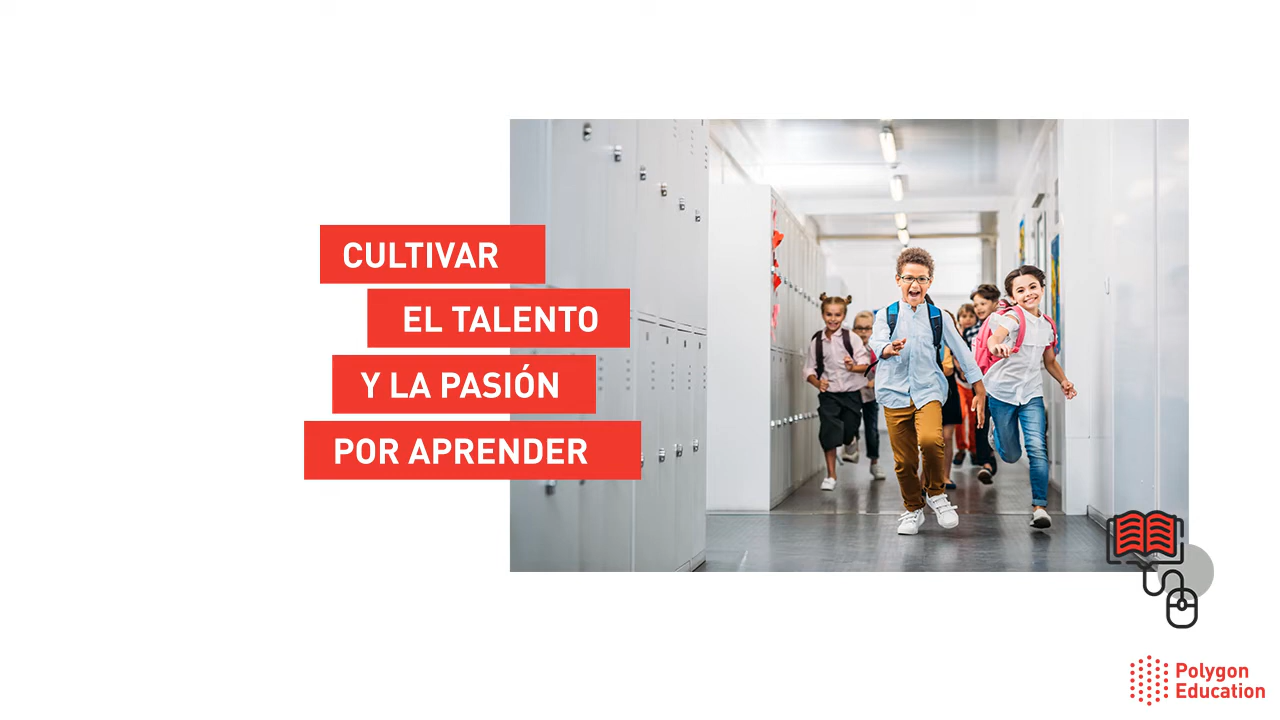 CULTIVAR
EL TALENTO
Y LA PASIÓN
POR APRENDER
Polygon
Education